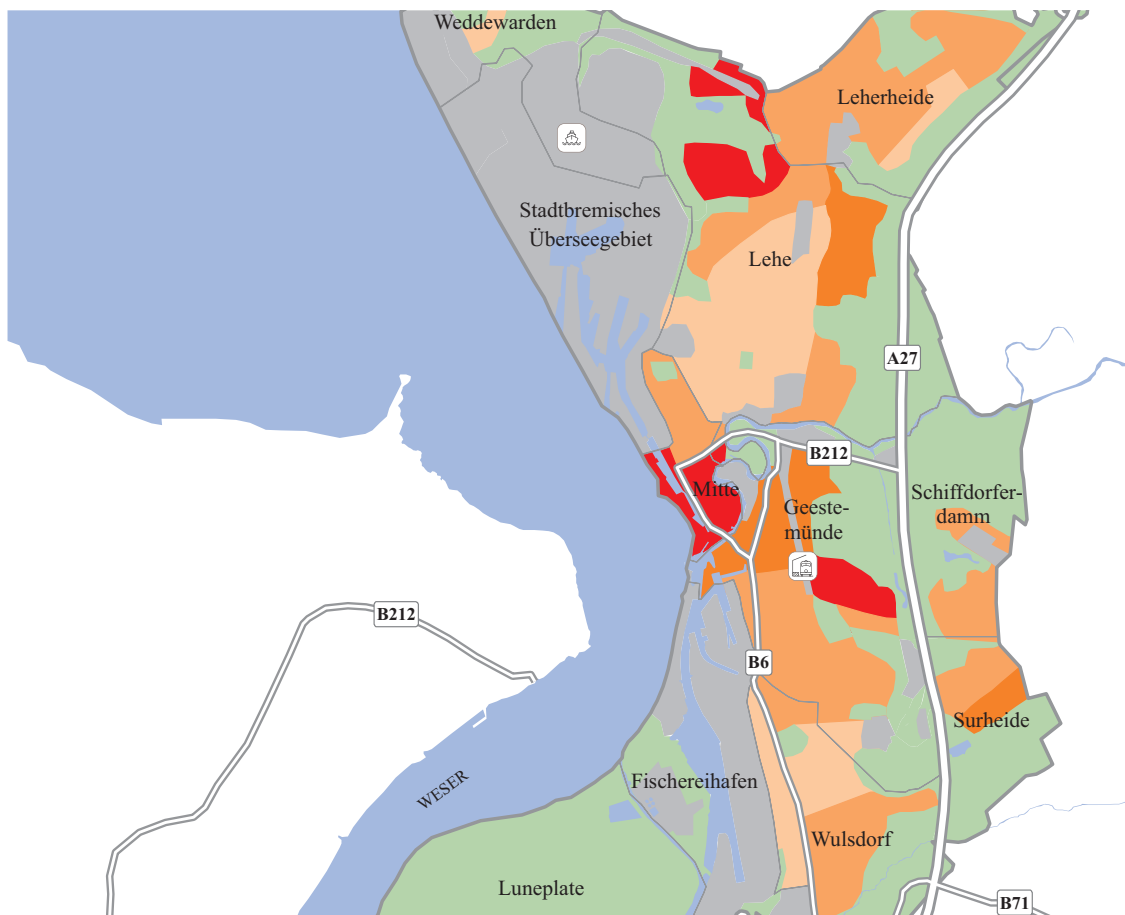 Weddewarden
Leherheide
Stadtbremisches
Überseegebiet
Lehe
A27
B212
Mitte
Geeste-
münde
Schiffdorfer-
damm
B212
B6
Surheide
Fischereihafen
WESER
Wulsdorf
Luneplate
B71